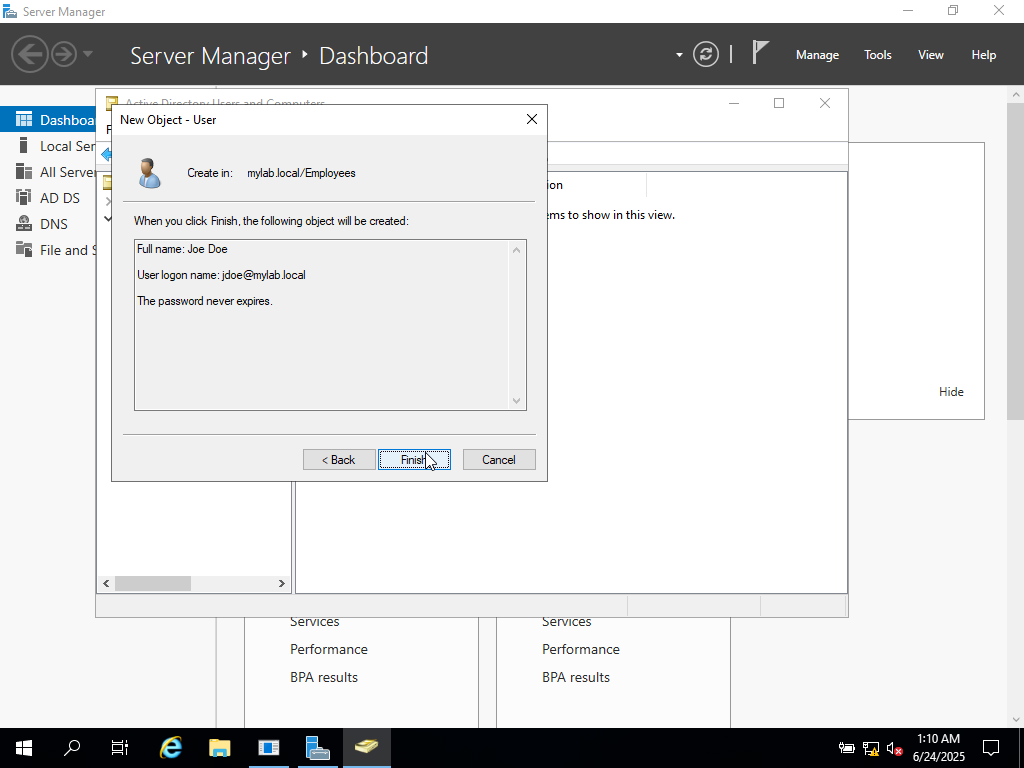 Server Manager
Server Manager • Dashboard
Manage
Tools
View
Help
Dashboa
Local Ser
All Server
AD DS
DNS
File and S
Active Directory Users and Computers
New Object - User
Create in: mylab.local/Employees
When you click Finish, the following object will be created:
Full name: Joe Doe
User logon name: jdoe@mylab.local
The password never expires.
< Back
Finish
Cancel
ion
ems to show in this view.
Hide
Services
Performance
BPA results
Services
Performance
BPA results
1:10 AM
6/24/2025